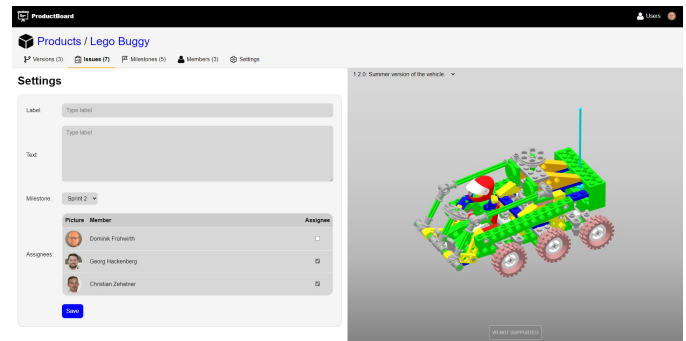 ProductBoard
Users
Products / Lego Buggy
Versions (3) Issues (7) Milestones (5) Members (3) Settings
Settings
1.2.0: Summer version of the vehicle.
Label: Type label
Text: Type label
Milestone: Sprint 2
Picture Member Assignee
Dominik Frühwirth
Assignees: Georg Hackenberg
Christian Zehetner
Save
VR NOT SUPPORTED